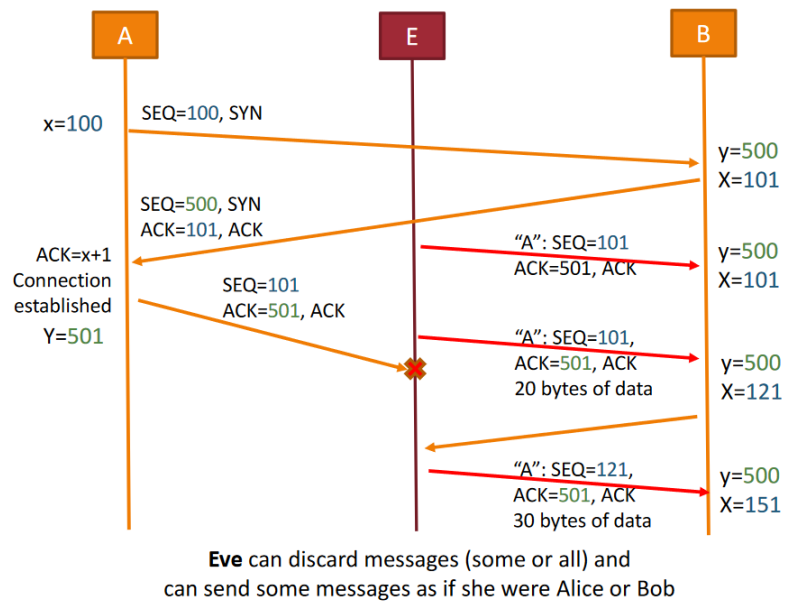 A
E
B
x=100
SEQ=100, SYN
y=500
X=101
SEQ=500, SYN
ACK=101, ACK
ACK=x+1
Connection
established
Y=501
"A": SEQ=101
ACK=501, ACK
y=500
X=101
SEQ=101
ACK=501, ACK
"A": SEQ=101,
ACK=501, ACK
20 bytes of data
y=500
X=121
"A": SEQ=121,
ACK=501, ACK
30 bytes of data
y=500
X=151
Eve can discard messages (some or all) and
can send some messages as if she were Alice or Bob